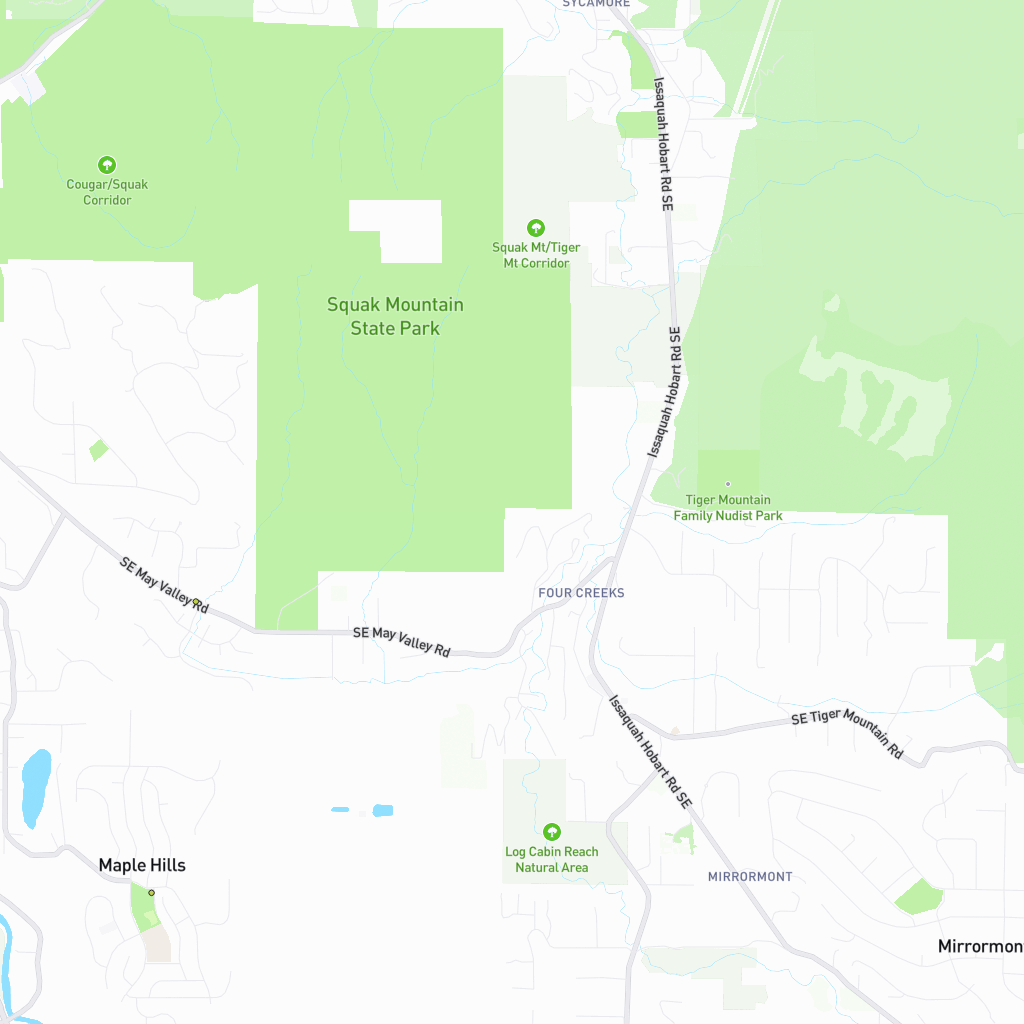 SYCAMORE
Issaquah Hobart Rd SE
Cougar/Squak
Corridor
Squak Mt/Tiger
Mt Corridor
Squak Mountain
State Park
Issaquah Hobart Rd SE
Tiger Mountain
Family Nudist Park
SE May Valley Rd
FOUR CREEKS
SE May Valley Rd
Issaquah Hobart Rd SE
SE Tiger Mountain Rd
Log Cabin Reach
Natural Area
Maple Hills
MIRRORMONT
Mirrormon